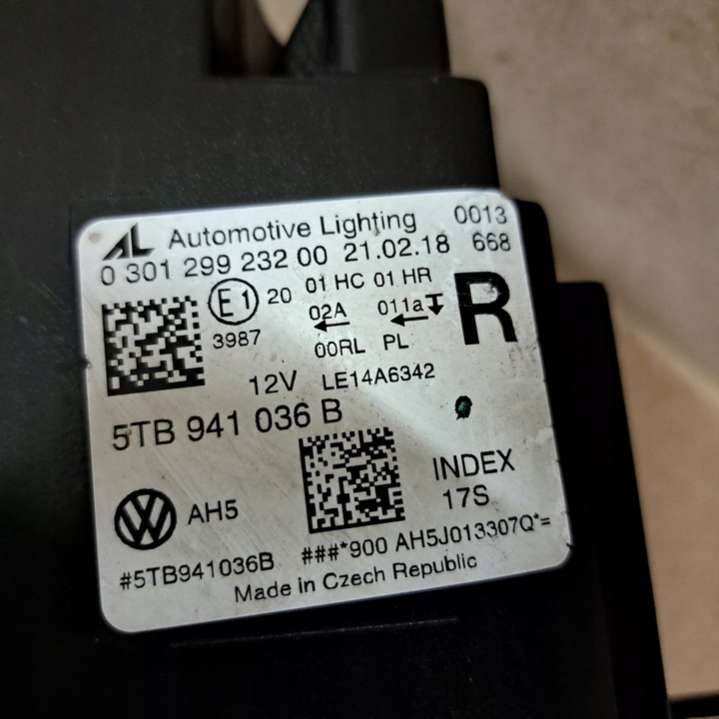 AL Automotive Lighting 0013
0 301 299 232 00 21.02.18 668
E1 20 01 HC 01 HR
3987 02A 011a
00RL PL R
12V LE14A6342
5TB 941 036 B
INDEX
17S
VW AH5
#5TB941036B ###*900 AH5J013307Q*=
Made in Czech Republic